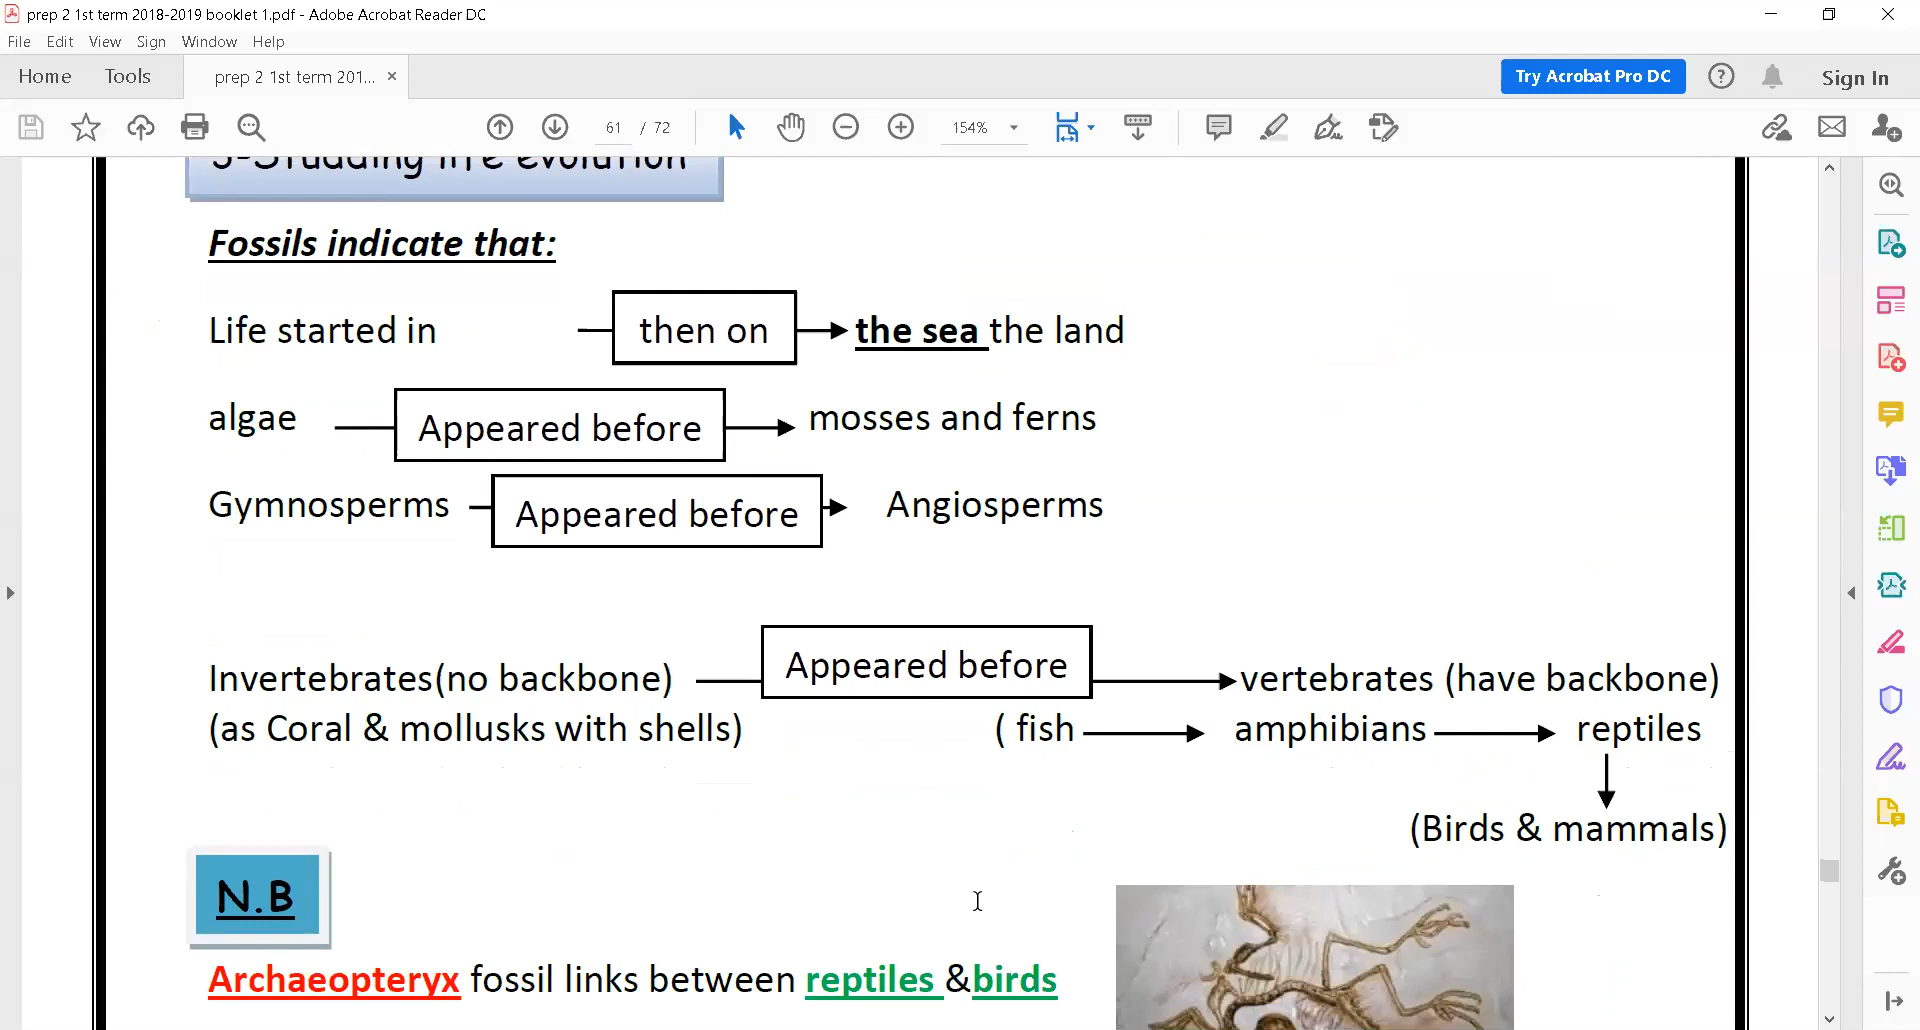 prep 2 1st term 2018-2019 booklet 1.pdf - Adobe Acrobat Reader DC
File Edit View Sign Window Help
Home Tools prep 2 1st term 201... ×
Try Acrobat Pro DC Sign In
61 / 72 154%
3-Studding life evolution
Fossils indicate that:
Life started in then on the sea the land
algae Appeared before mosses and ferns
Gymnosperms Appeared before Angiosperms
Invertebrates(no backbone) Appeared before vertebrates (have backbone)
(as Coral & mollusks with shells) ( fish amphibians reptiles
(Birds & mammals)
N.B
Archaeopteryx fossil links between reptiles &birds